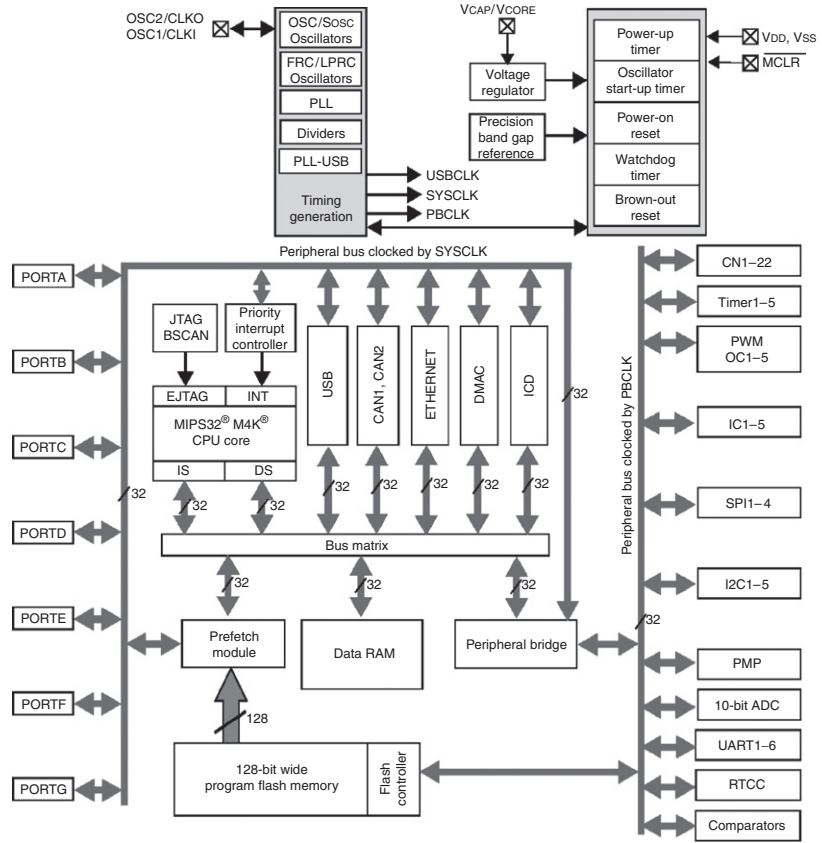 OSC2/CLKO
OSC1/CLKI
OSC/SOSC
Oscillators
FRC/LPRC
Oscillators
PLL
Dividers
PLL-USB
Timing
generation
USBCLK
SYSCLK
PBCLK
VCAP/VCORE
Voltage
regulator
Precision
band gap
reference
Power-up
timer
Oscillator
start-up timer
Power-on
reset
Watchdog
timer
Brown-out
reset
VDD, VSS
MCLR
Peripheral bus clocked by SYSCLK
PORTA
PORTB
PORTC
PORTD
PORTE
PORTF
PORTG
32
JTAG
BSCAN
Priority
interrupt
controller
EJTAG
INT
MIPS32® M4K®
CPU core
IS
DS
USB
CAN1, CAN2
ETHERNET
DMAC
ICD
32
32
32
32
32
32
32
32
Bus matrix
32
32
32
Prefetch
module
Data RAM
Peripheral bridge
128
128-bit wide
program flash memory
Flash
controller
Peripheral bus clocked by PBCLK
32
CN1–22
Timer1–5
PWM
OC1–5
IC1–5
SPI1–4
I2C1–5
PMP
10-bit ADC
UART1–6
RTCC
Comparators